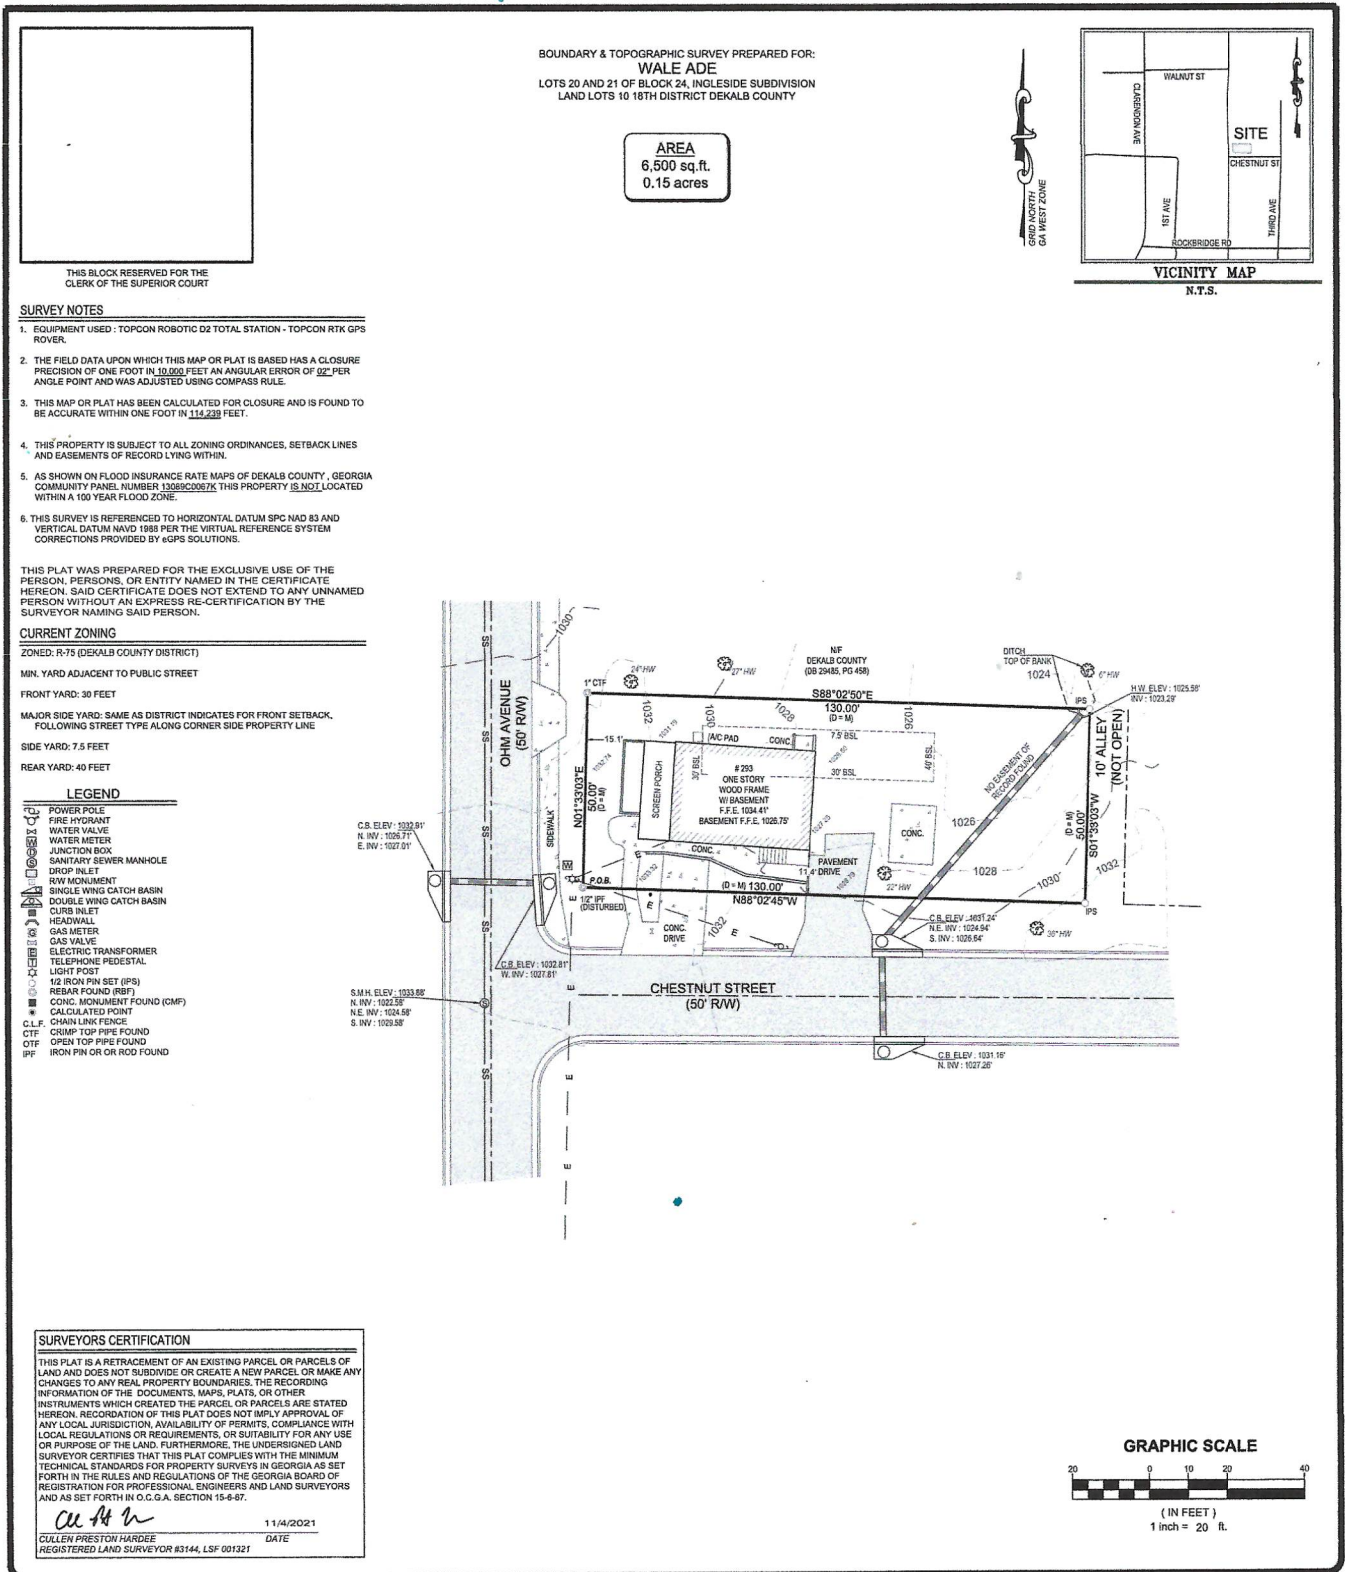 BOUNDARY & TOPOGRAPHIC SURVEY PREPARED FOR:
WALE ADE
LOTS 20 AND 21 OF BLOCK 24, INGLESIDE SUBDIVISION
LAND LOTS 10 18TH DISTRICT DEKALB COUNTY
AREA
6,500 sq.ft.
0.15 acres
GRID NORTH
GA WEST ZONE
WALNUT ST
CLARENDON AVE
SITE
CHESTNUT ST
1ST AVE
THIRD AVE
ROCKBRIDGE RD
VICINITY MAP
N.T.S.
THIS BLOCK RESERVED FOR THE
CLERK OF THE SUPERIOR COURT
SURVEY NOTES
1. EQUIPMENT USED : TOPCON ROBOTIC D2 TOTAL STATION - TOPCON RTK GPS
ROVER.
2. THE FIELD DATA UPON WHICH THIS MAP OR PLAT IS BASED HAS A CLOSURE
PRECISION OF ONE FOOT IN 10,000 FEET AN ANGULAR ERROR OF 02" PER
ANGLE POINT AND WAS ADJUSTED USING COMPASS RULE.
3. THIS MAP OR PLAT HAS BEEN CALCULATED FOR CLOSURE AND IS FOUND TO
BE ACCURATE WITHIN ONE FOOT IN 114,239 FEET.
4. THIS PROPERTY IS SUBJECT TO ALL ZONING ORDINANCES, SETBACK LINES
AND EASEMENTS OF RECORD LYING WITHIN.
5. AS SHOWN ON FLOOD INSURANCE RATE MAPS OF DEKALB COUNTY , GEORGIA
COMMUNITY PANEL NUMBER 13089C0067K THIS PROPERTY IS NOT LOCATED
WITHIN A 100 YEAR FLOOD ZONE.
6. THIS SURVEY IS REFERENCED TO HORIZONTAL DATUM SPC NAD 83 AND
VERTICAL DATUM NAVD 1988 PER THE VIRTUAL REFERENCE SYSTEM
CORRECTIONS PROVIDED BY eGPS SOLUTIONS.
THIS PLAT WAS PREPARED FOR THE EXCLUSIVE USE OF THE
PERSON, PERSONS, OR ENTITY NAMED IN THE CERTIFICATE
HEREON. SAID CERTIFICATE DOES NOT EXTEND TO ANY UNNAMED
PERSON WITHOUT AN EXPRESS RE-CERTIFICATION BY THE
SURVEYOR NAMING SAID PERSON.
CURRENT ZONING
ZONED: R-75 (DEKALB COUNTY DISTRICT)
MIN. YARD ADJACENT TO PUBLIC STREET
FRONT YARD: 30 FEET
MAJOR SIDE YARD: SAME AS DISTRICT INDICATES FOR FRONT SETBACK,
FOLLOWING STREET TYPE ALONG CORNER SIDE PROPERTY LINE
SIDE YARD: 7.5 FEET
REAR YARD: 40 FEET
LEGEND
POWER POLE
FIRE HYDRANT
WATER VALVE
WATER METER
JUNCTION BOX
SANITARY SEWER MANHOLE
DROP INLET
R/W MONUMENT
SINGLE WING CATCH BASIN
DOUBLE WING CATCH BASIN
CURB INLET
HEADWALL
GAS METER
GAS VALVE
ELECTRIC TRANSFORMER
TELEPHONE PEDESTAL
LIGHT POST
1/2 IRON PIN SET (IPS)
REBAR FOUND (RBF)
CONC. MONUMENT FOUND (CMF)
CALCULATED POINT
C.L.F. CHAIN LINK FENCE
CTF CRIMP TOP PIPE FOUND
OTF OPEN TOP PIPE FOUND
IPF IRON PIN OR OR ROD FOUND
SS
SS
SS
SS
SS
OHM AVENUE
(50' R/W)
SIDEWALK
1030
1" CTF
24" HW
27" HW
N/F
DEKALB COUNTY
(DB 29485, PG 458)
DITCH
TOP OF BANK
1024
6" HW
H.W. ELEV : 1025.56'
INV : 1023.29'
IPS
S88°02'50"E
130.00'
(D = M)
1032
1030
1028
1026
10' ALLEY
(NOT OPEN)
15.1'
1032.74
1031.19
A/C PAD
CONC.
7.5' BSL
30' BSL
30' BSL
40' BSL
N01°33'03"E
50.00'
(D = M)
SCREEN PORCH
# 293
ONE STORY
WOOD FRAME
W/ BASEMENT
F.F.E. 1034.41'
BASEMENT F.F.E. 1026.75'
1027.25
NO EASEMENT OF
RECORD FOUND
1026
CONC.
S01°33'03"W
50.00'
(D = M)
C.B. ELEV : 1032.91'
N. INV : 1026.71'
E. INV : 1027.01'
CONC.
E
1033.32
PAVEMENT
DRIVE
11.4'
22" HW
1028
1030
1032
W
P.O.B.
1/2" IPF
(DISTURBED)
(D = M) 130.00'
N88°02'45"W
E
E
CONC.
DRIVE
1032
E
C.B. ELEV : 1031.24'
N.E. INV : 1024.94'
S. INV : 1026.64'
36" HW
IPS
C.B. ELEV : 1032.81'
W. INV : 1027.81'
S.M.H. ELEV : 1033.68'
N. INV : 1022.58'
N.E. INV : 1024.58'
S. INV : 1029.58'
S
E
CHESTNUT STREET
(50' R/W)
C.B. ELEV : 1031.16'
N. INV : 1027.26'
E
E
SURVEYORS CERTIFICATION
THIS PLAT IS A RETRACEMENT OF AN EXISTING PARCEL OR PARCELS OF
LAND AND DOES NOT SUBDIVIDE OR CREATE A NEW PARCEL OR MAKE ANY
CHANGES TO ANY REAL PROPERTY BOUNDARIES. THE RECORDING
INFORMATION OF THE DOCUMENTS, MAPS, PLATS, OR OTHER
INSTRUMENTS WHICH CREATED THE PARCEL OR PARCELS ARE STATED
HEREON. RECORDATION OF THIS PLAT DOES NOT IMPLY APPROVAL OF
ANY LOCAL JURISDICTION, AVAILABILITY OF PERMITS, COMPLIANCE WITH
LOCAL REGULATIONS OR REQUIREMENTS, OR SUITABILITY FOR ANY USE
OR PURPOSE OF THE LAND. FURTHERMORE, THE UNDERSIGNED LAND
SURVEYOR CERTIFIES THAT THIS PLAT COMPLIES WITH THE MINIMUM
TECHNICAL STANDARDS FOR PROPERTY SURVEYS IN GEORGIA AS SET
FORTH IN THE RULES AND REGULATIONS OF THE GEORGIA BOARD OF
REGISTRATION FOR PROFESSIONAL ENGINEERS AND LAND SURVEYORS
AND AS SET FORTH IN O.C.G.A. SECTION 15-6-67.
11/4/2021
CULLEN PRESTON HARDEE DATE
REGISTERED LAND SURVEYOR #3144, LSF 001321
GRAPHIC SCALE
20 0 10 20 40
( IN FEET )
1 inch = 20 ft.